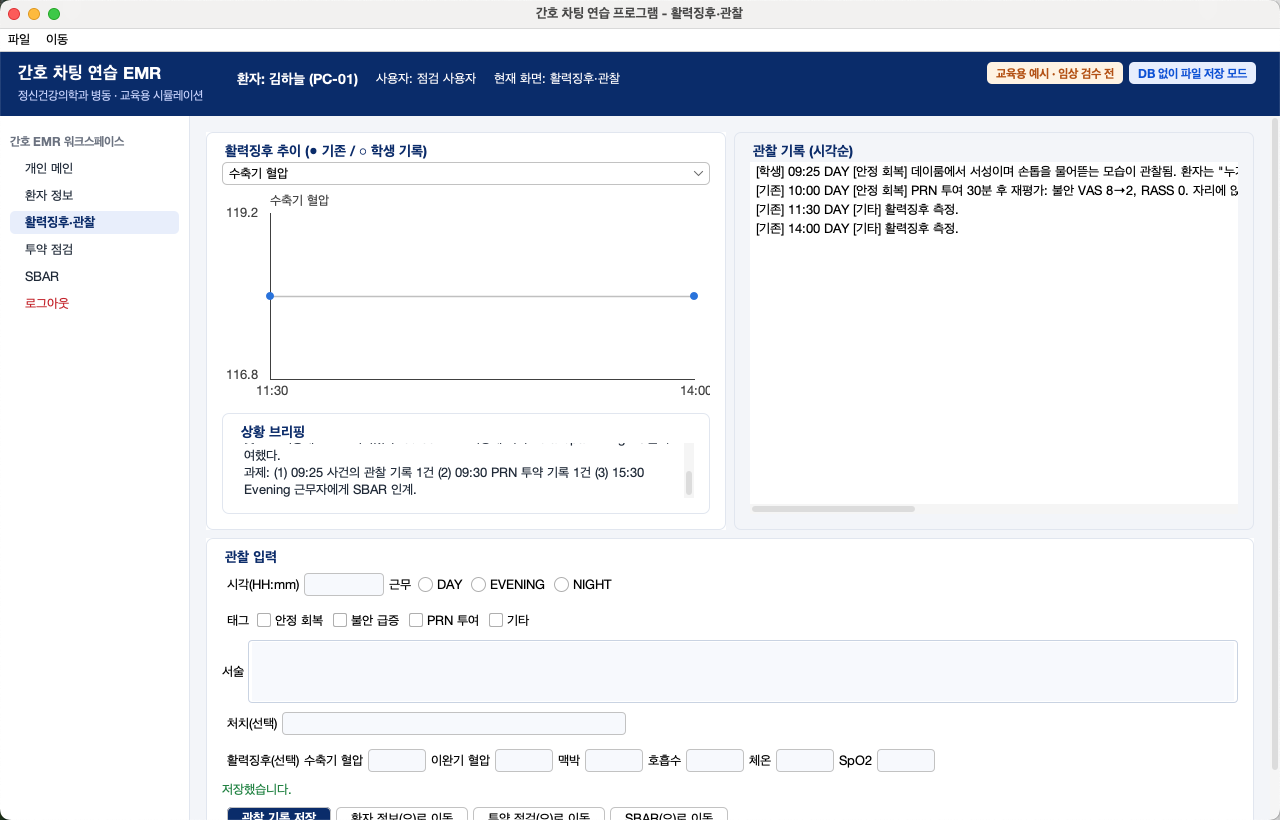 간호 차팅 연습 프로그램 - 활력징후·관찰
파일 이동
간호 차팅 연습 EMR
정신건강의학과 병동 · 교육용 시뮬레이션
환자: 김하늘 (PC-01) 사용자: 점검 사용자 현재 화면: 활력징후·관찰
교육용 예시 · 임상 검수 전 DB 없이 파일 저장 모드
간호 EMR 워크스페이스
개인 메인
환자 정보
활력징후·관찰
투약 점검
SBAR
로그아웃
활력징후 추이 (● 기존 / ○ 학생 기록)
수축기 혈압
수축기 혈압
119.2
116.8
11:30 14:00
상황 브리핑
여했다.
과제: (1) 09:25 사건의 관찰 기록 1건 (2) 09:30 PRN 투약 기록 1건 (3) 15:30
Evening 근무자에게 SBAR 인계.
관찰 기록 (시각순)
[학생] 09:25 DAY [안정 회복] 데이룸에서 서성이며 손톱을 물어뜯는 모습이 관찰됨. 환자는
[기존] 10:00 DAY [안정 회복] PRN 투여 30분 후 재평가: 불안 VAS 8→2, RASS 0. 자리에
[기존] 11:30 DAY [기타] 활력징후 측정.
[기존] 14:00 DAY [기타] 활력징후 측정.
관찰 입력
시각(HH:mm) 근무 DAY EVENING NIGHT
태그 안정 회복 불안 급증 PRN 투여 기타
서술
처치(선택)
활력징후(선택) 수축기 혈압 이완기 혈압 맥박 호흡수 체온 SpO2
저장했습니다.
관찰 기록 저장 환자 정보(으)로 이동 투약 점검(으)로 이동 SBAR(으)로 이동